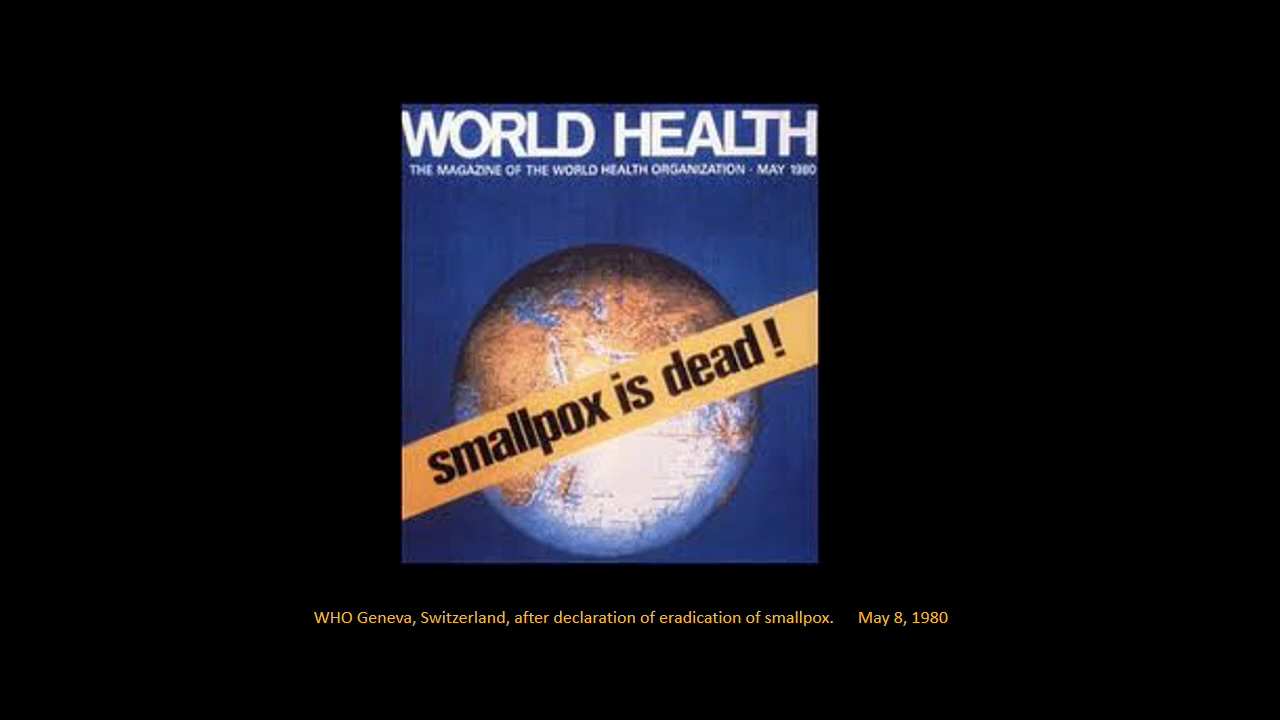 WORLD HEALTH
THE MAGAZINE OF THE WORLD HEALTH ORGANIZATION · MAY 1980
smallpox is dead !
WHO Geneva, Switzerland, after declaration of eradication of smallpox. May 8, 1980